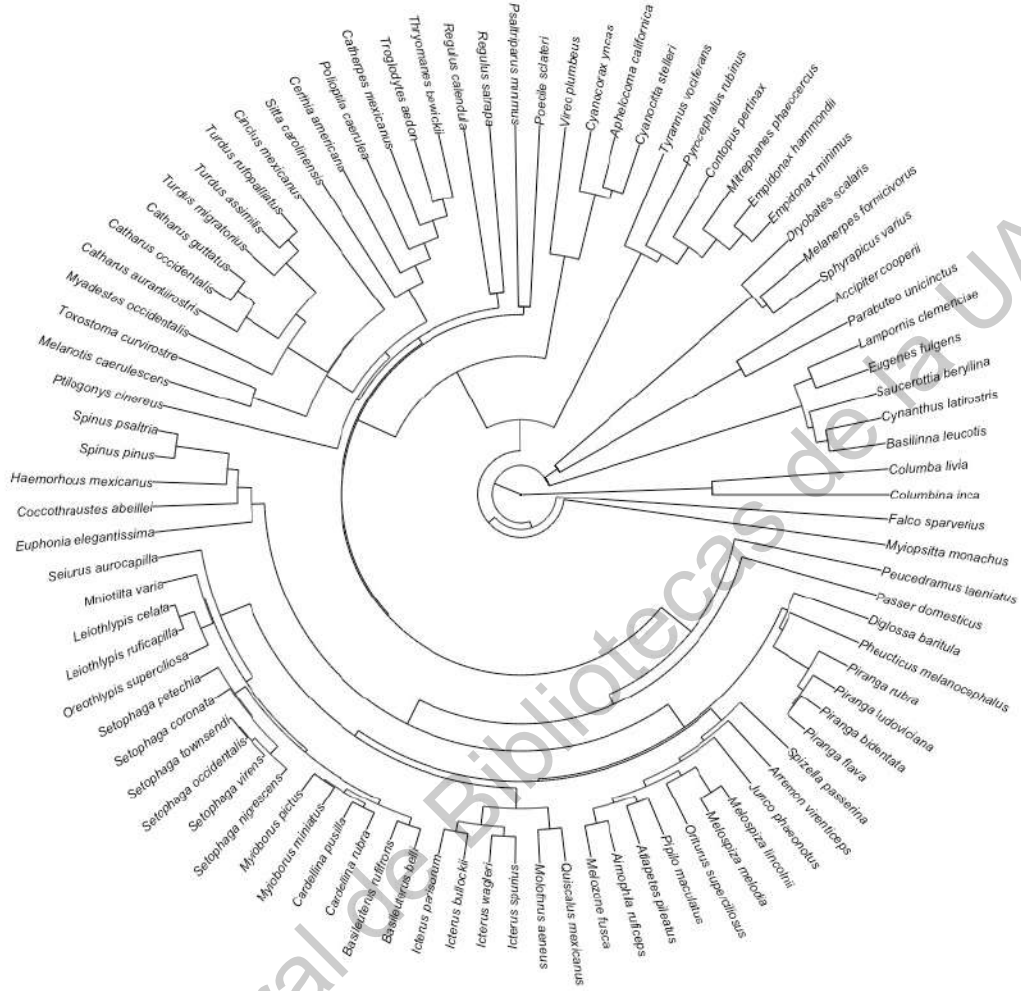 Psaltriparus minimus
Poecile sclateri
Vireo plumbeus
Cyanocorax yncas
Aphelocoma californica
Cyanocitta stelleri
Tyrannus vociferans
Pyrocephalus rubinus
Contopus pertinax
Mitrephanes phaeocercus
Empidonax hammondii
Empidonax minimus
Dryobates scalaris
Melanerpes formicivorus
Sphyrapicus varius
Accipiter cooperii
Parabuteo unicinctus
Lampornis clemenciae
Eugenes fulgens
Saucerottia beryllina
Cynanthus latirostris
Basilinna leucotis
Columba livia
Columbina inca
Falco sparverius
Myiopsitta monachus
Peucedramus taeniatus
Passer domesticus
Diglossa baritula
Pheucticus melanocephalus
Piranga rubra
Piranga ludoviciana
Piranga bidentata
Piranga flava
Spizella passerina
Arremon virenticeps
Junco phaeonotus
Melospiza lincolnii
Melospiza melodia
Oriturus superciliosus
Pipilo maculatus
Atlapetes pileatus
Aimophila ruficeps
Melozone fusca
Quiscalus mexicanus
Molothrus aeneus
Icterus spurius
Icterus wagleri
Icterus bullockii
Icterus parisorum
Basileuterus belli
Basileuterus rufifrons
Cardellina rubra
Cardellina pusilla
Myioborus miniatus
Myioborus pictus
Setophaga nigrescens
Setophaga virens
Setophaga occidentalis
Setophaga townsendi
Setophaga coronata
Setophaga petechia
Oreothlypis superciliosa
Leiothlypis ruficapilla
Leiothlypis celata
Mniotilta varia
Seiurus aurocapilla
Euphonia elegantissima
Coccothraustes abeillei
Haemorhous mexicanus
Spinus pinus
Spinus psaltria
Ptilogonys cinereus
Melanotis caerulescens
Toxostoma curvirostre
Myadestes occidentalis
Catharus aurantiirostris
Catharus occidentalis
Catharus guttatus
Turdus migratorius
Turdus assimilis
Turdus rufopalliatus
Cinclus mexicanus
Sitta carolinensis
Certhia americana
Polioptila caerulea
Catherpes mexicanus
Troglodytes aedon
Thryomanes bewickii
Regulus calendula
Regulus satrapa
ral de Bibliotecas de la UA